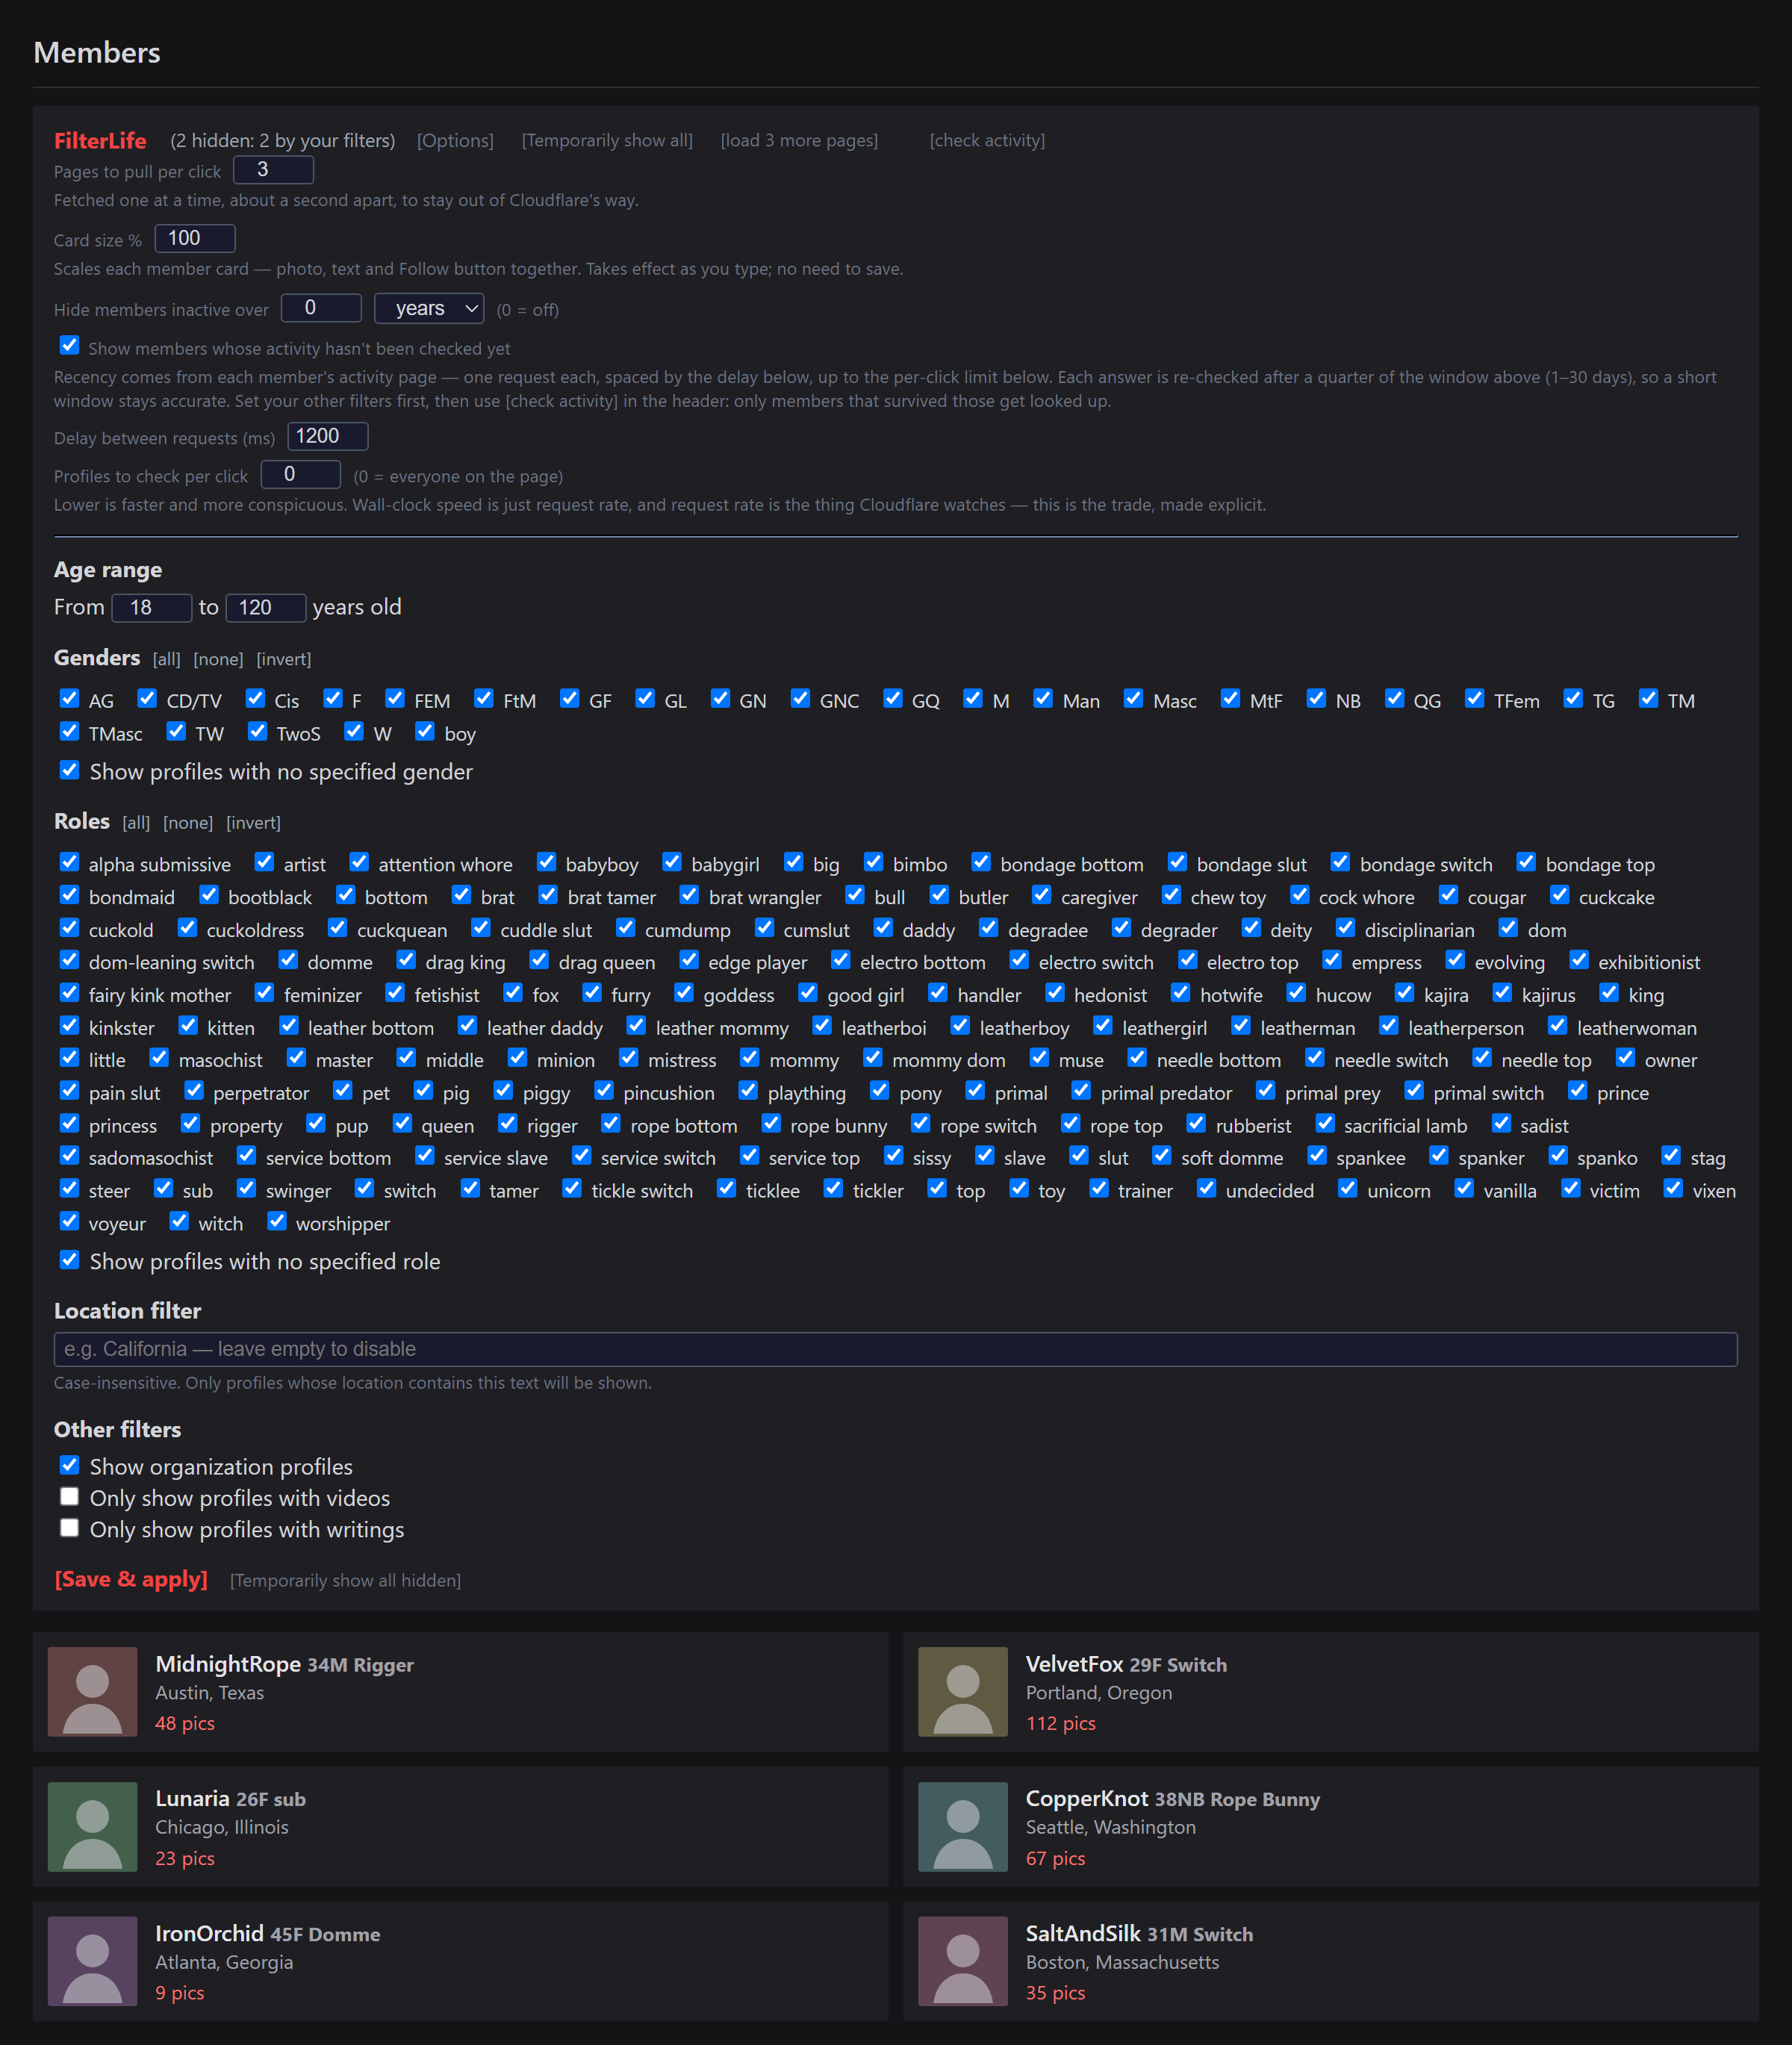 Members
FilterLife (2 hidden: 2 by your filters) [Options] [Temporarily show all] [load 3 more pages] [check activity]
Pages to pull per click 3
Fetched one at a time, about a second apart, to stay out of Cloudflare's way.
Card size % 100
Scales each member card — photo, text and Follow button together. Takes effect as you type; no need to save.
Hide members inactive over 0 years (0 = off)
Show members whose activity hasn't been checked yet
Recency comes from each member's activity page — one request each, spaced by the delay below, up to the per-click limit below. Each answer is re-checked after a quarter of the window above (1–30 days), so a short
window stays accurate. Set your other filters first, then use [check activity] in the header: only members that survived those get looked up.
Delay between requests (ms) 1200
Profiles to check per click 0 (0 = everyone on the page)
Lower is faster and more conspicuous. Wall-clock speed is just request rate, and request rate is the thing Cloudflare watches — this is the trade, made explicit.
Age range
From 18 to 120 years old
Genders [all] [none] [invert]
AG CD/TV Cis F FEM FtM GF GL GN GNC GQ M Man Masc MtF NB QG TFem TG TM
TMasc TW TwoS W boy
Show profiles with no specified gender
Roles [all] [none] [invert]
alpha submissive artist attention whore babyboy babygirl big bimbo bondage bottom bondage slut bondage switch bondage top
bondmaid bootblack bottom brat brat tamer brat wrangler bull butler caregiver chew toy cock whore cougar cuckcake
cuckold cuckoldress cuckquean cuddle slut cumdump cumslut daddy degradee degrader deity disciplinarian dom
dom-leaning switch domme drag king drag queen edge player electro bottom electro switch electro top empress evolving exhibitionist
fairy kink mother feminizer fetishist fox furry goddess good girl handler hedonist hotwife hucow kajira kajirus king
kinkster kitten leather bottom leather daddy leather mommy leatherboi leatherboy leathergirl leatherman leatherperson leatherwoman
little masochist master middle minion mistress mommy mommy dom muse needle bottom needle switch needle top owner
pain slut perpetrator pet pig piggy pincushion plaything pony primal primal predator primal prey primal switch prince
princess property pup queen rigger rope bottom rope bunny rope switch rope top rubberist sacrificial lamb sadist
sadomasochist service bottom service slave service switch service top sissy slave slut soft domme spankee spanker spanko stag
steer sub swinger switch tamer tickle switch ticklee tickler top toy trainer undecided unicorn vanilla victim vixen
voyeur witch worshipper
Show profiles with no specified role
Location filter
e.g. California — leave empty to disable
Case-insensitive. Only profiles whose location contains this text will be shown.
Other filters
Show organization profiles
Only show profiles with videos
Only show profiles with writings
[Save & apply] [Temporarily show all hidden]
MidnightRope 34M Rigger
Austin, Texas
48 pics
VelvetFox 29F Switch
Portland, Oregon
112 pics
Lunaria 26F sub
Chicago, Illinois
23 pics
CopperKnot 38NB Rope Bunny
Seattle, Washington
67 pics
IronOrchid 45F Domme
Atlanta, Georgia
9 pics
SaltAndSilk 31M Switch
Boston, Massachusetts
35 pics